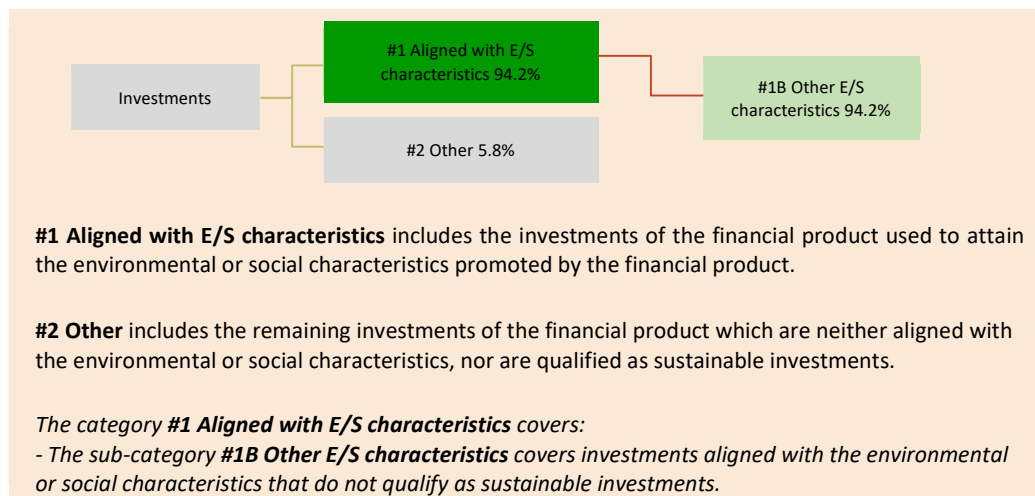 #1 Aligned with E/S
characteristics 94.2%
Investments
#1B Other E/S
characteristics 94.2%
#2 Other 5.8%
#1 Aligned with E/S characteristics includes the investments of the financial product used to attain
the environmental or social characteristics promoted by the financial product.
#2 Other includes the remaining investments of the financial product which are neither aligned with
the environmental or social characteristics, nor are qualified as sustainable investments.
The category #1 Aligned with E/S characteristics covers:
- The sub-category #1B Other E/S characteristics covers investments aligned with the environmental
or social characteristics that do not qualify as sustainable investments.